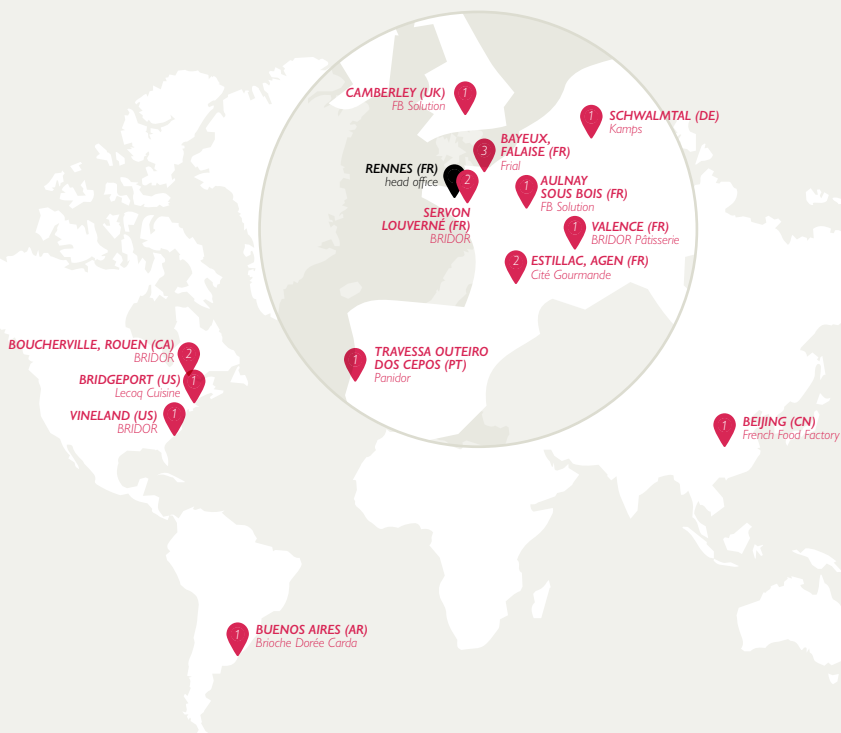 CAMBERLEY (UK)
FB Solution
1
1
SCHWALMTAL (DE)
Kamps
3
BAYEUX,
FALAISE (FR)
Frial
RENNES (FR)
head office
2
SERVON
LOUVERNÉ (FR)
BRIDOR
1
AULNAY
SOUS BOIS (FR)
FB Solution
1
VALENCE (FR)
BRIDOR Pâtisserie
2
ESTILLAC, AGEN (FR)
Cité Gourmande
1
TRAVESSA OUTEIRO
DOS CEPOS (PT)
Panidor
BOUCHERVILLE, ROUEN (CA)
BRIDOR
2
BRIDGEPORT (US)
Lecoq Cuisine
1
VINELAND (US)
BRIDOR
1
1
BEIJING (CN)
French Food Factory
1
BUENOS AIRES (AR)
Brioche Dorée Carda